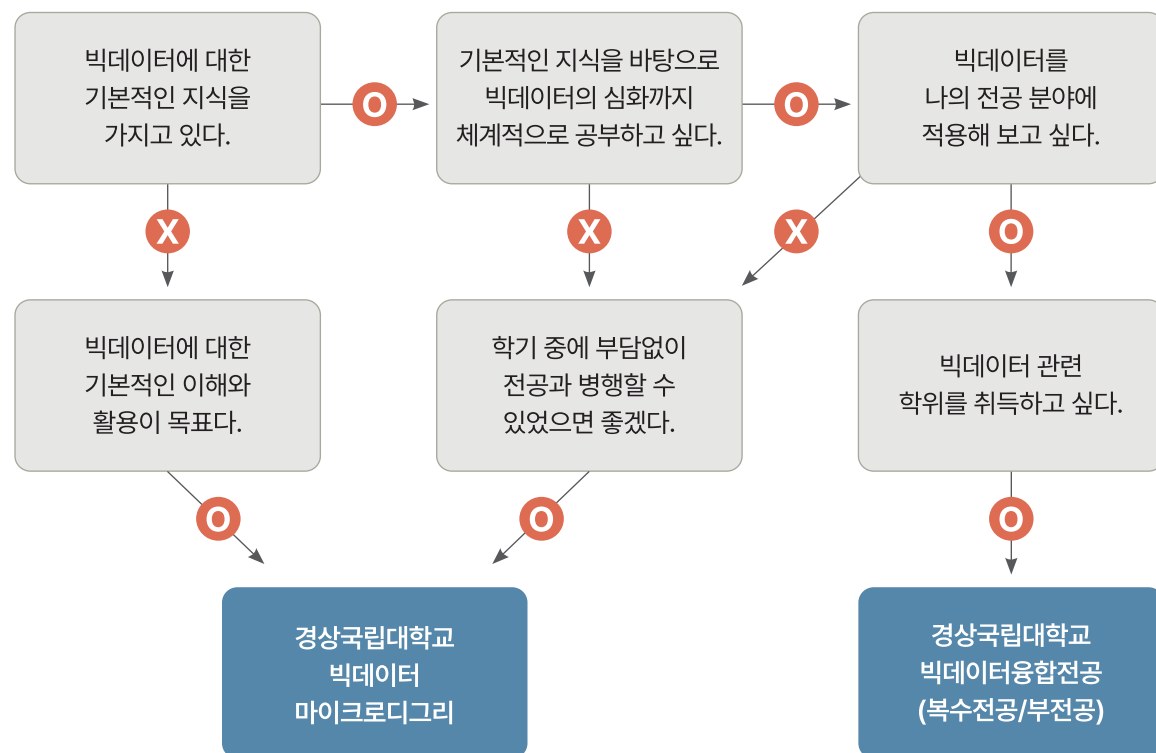 빅데이터에 대한
기본적인 지식을
가지고 있다.
O
기본적인 지식을 바탕으로
빅데이터의 심화까지
체계적으로 공부하고 싶다.
O
빅데이터를
나의 전공 분야에
적용해 보고 싶다.
X
X
X
O
빅데이터에 대한
기본적인 이해와
활용이 목표다.
학기 중에 부담없이
전공과 병행할 수
있었으면 좋겠다.
빅데이터 관련
학위를 취득하고 싶다.
O
O
O
경상국립대학교
빅데이터
마이크로디그리
경상국립대학교
빅데이터융합전공
(복수전공/부전공)